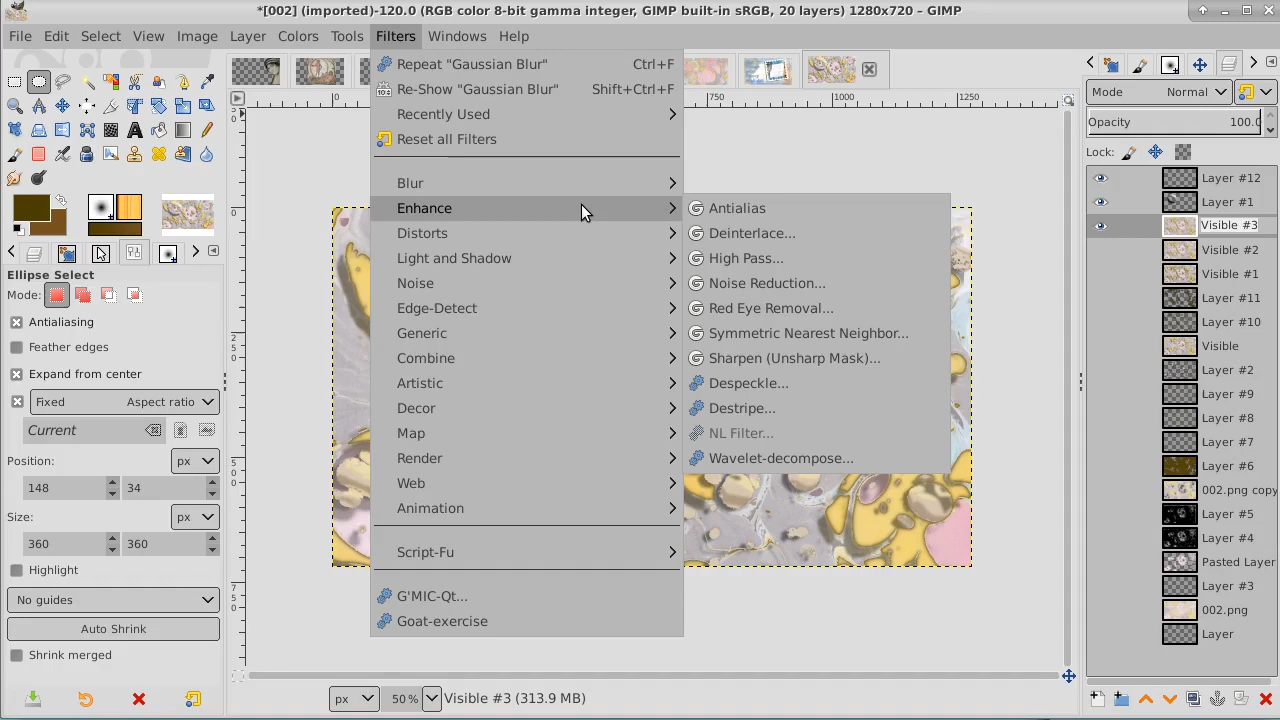 *[002] (imported)-120.0 (RGB color 8-bit gamma integer, GIMP built-in sRGB, 20 layers) 1280x720 – GIMP
File Edit Select View Image Layer Colors Tools Filters Windows Help
Repeat "Gaussian Blur" Ctrl+F
Re-Show "Gaussian Blur" Shift+Ctrl+F
Recently Used
Reset all Filters
Blur
Enhance
Distorts
Light and Shadow
Noise
Edge-Detect
Generic
Combine
Artistic
Decor
Map
Render
Web
Animation
Script-Fu
G'MIC-Qt...
Goat-exercise
Antialias
Deinterlace...
High Pass...
Noise Reduction...
Red Eye Removal...
Symmetric Nearest Neighbor...
Sharpen (Unsharp Mask)...
Despeckle...
Destripe...
NL Filter...
Wavelet-decompose...
Ellipse Select
Mode:
Antialiasing
Feather edges
Expand from center
Fixed Aspect ratio
Current
Position: px
148 34
Size: px
360 360
Highlight
No guides
Auto Shrink
Shrink merged
0 750 1000 1250
0
250
500
750
px 50% Visible #3 (313.9 MB)
Mode Normal
Opacity 100.0
Lock:
Layer #12
Layer #1
Visible #3
Visible #2
Visible #1
Layer #11
Layer #10
Visible
Layer #2
Layer #9
Layer #8
Layer #7
Layer #6
002.png copy
Layer #5
Layer #4
Pasted Layer
Layer #3
002.png
Layer